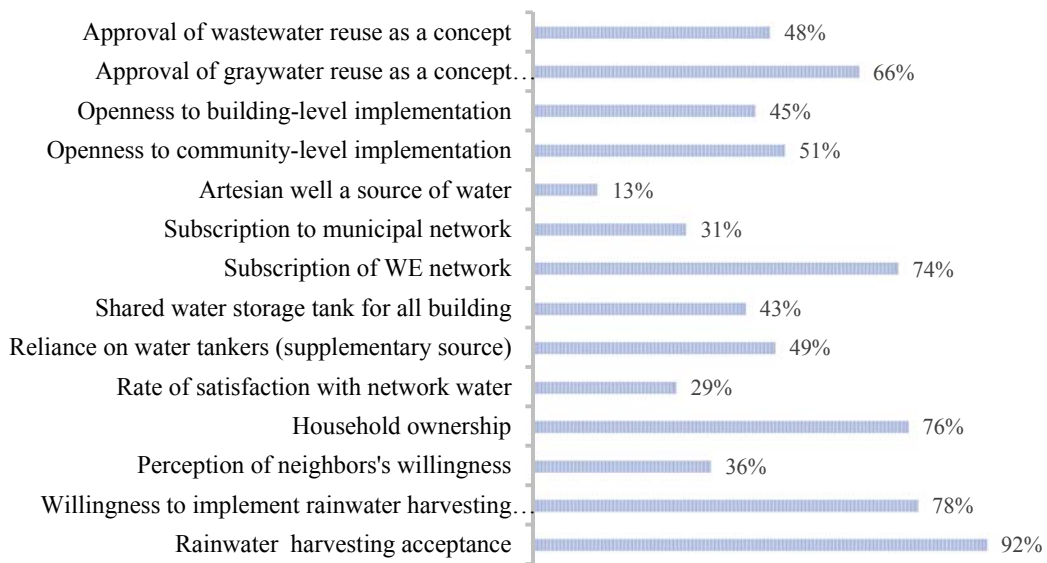 Approval of wastewater reuse as a concept 48%
Approval of graywater reuse as a concept… 66%
Openness to building-level implementation 45%
Openness to community-level implementation 51%
Artesian well a source of water 13%
Subscription to municipal network 31%
Subscription of WE network 74%
Shared water storage tank for all building 43%
Reliance on water tankers (supplementary source) 49%
Rate of satisfaction with network water 29%
Household ownership 76%
Perception of neighbors's willingness 36%
Willingness to implement rainwater harvesting… 78%
Rainwater  harvesting acceptance 92%